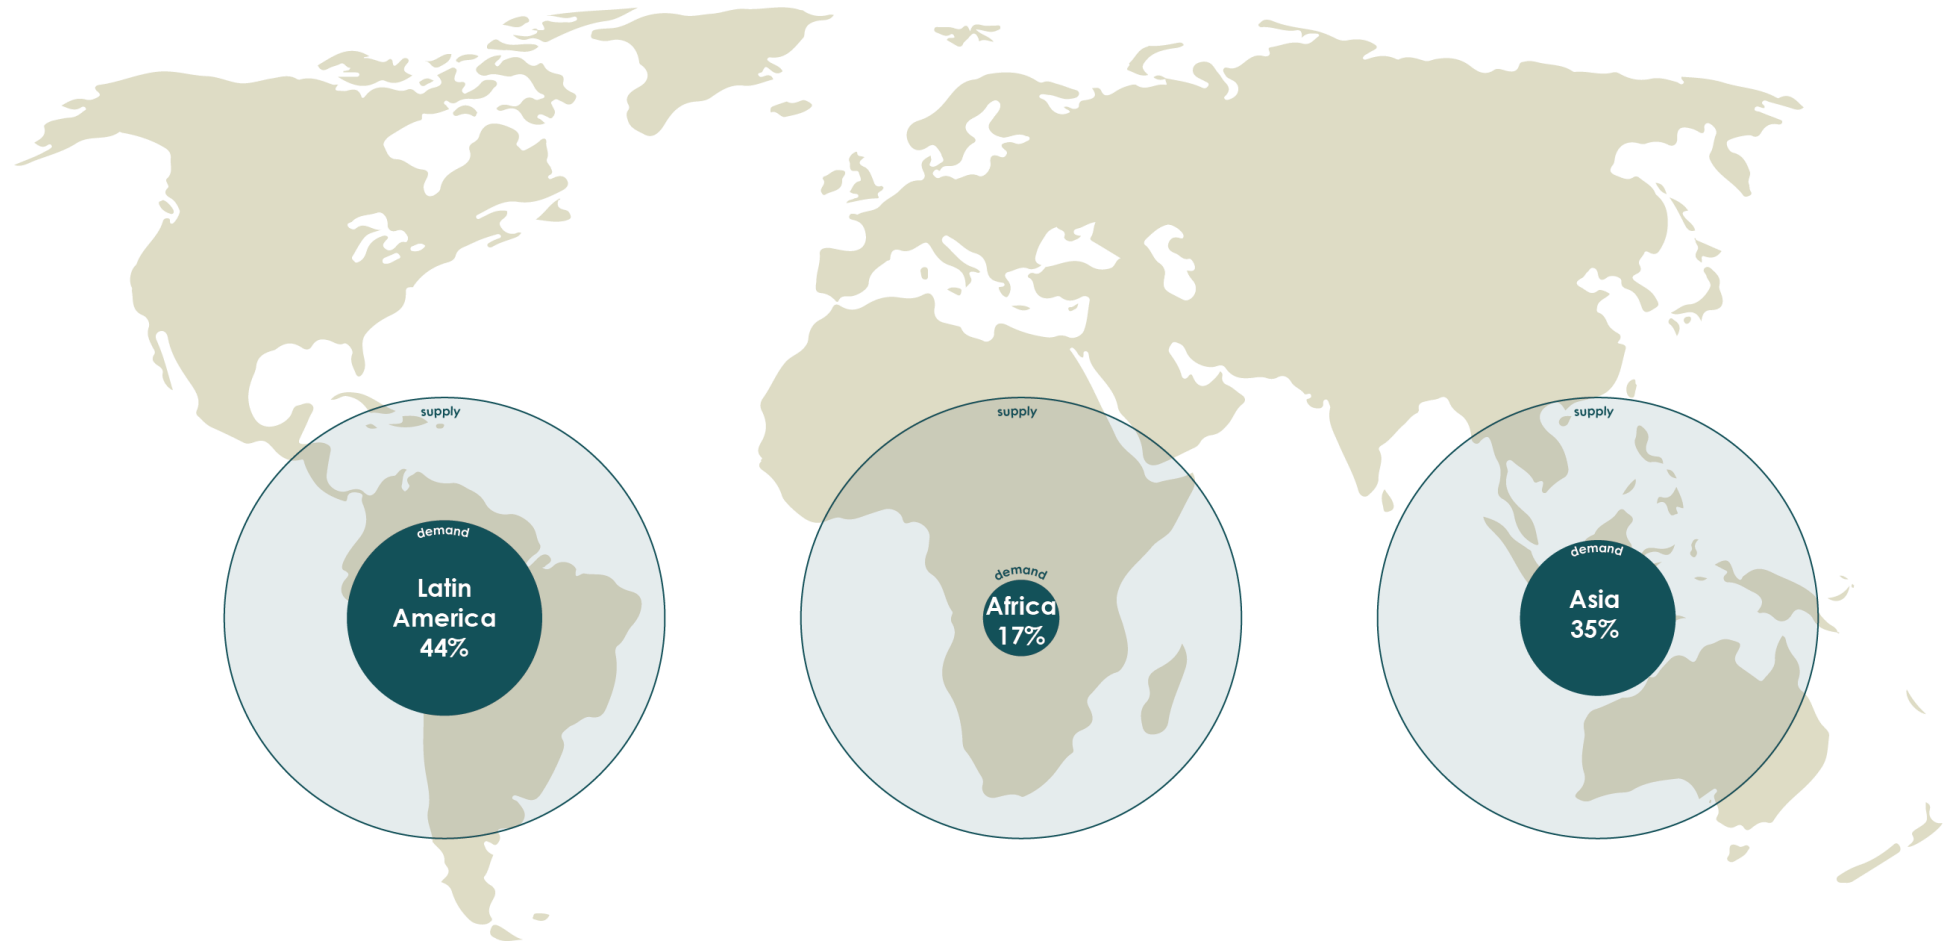 supply
demand
Latin
America
44%
supply
demand
Africa
17%
supply
demand
Asia
35%